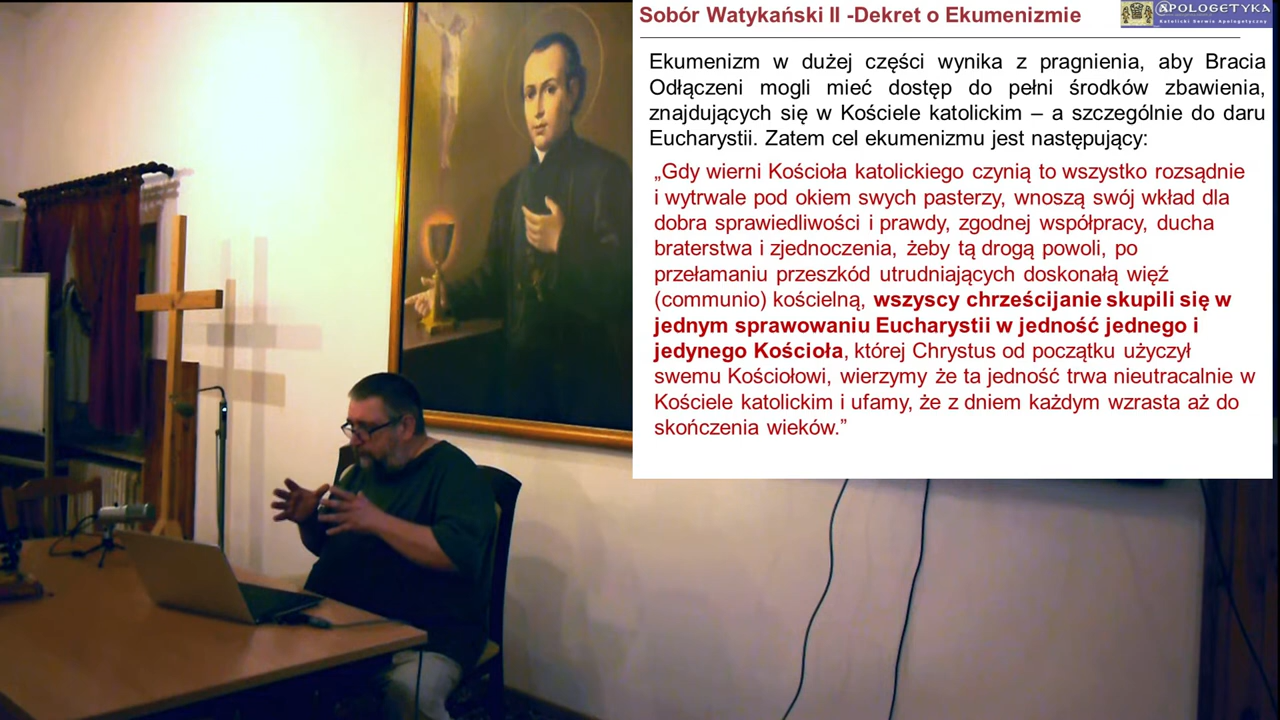 Sobór Watykański II -Dekret o Ekumenizmie
APOLOGETYKA
Katolicki Serwis Apologetyczny
Ekumenizm w dużej części wynika z pragnienia, aby Bracia
Odłączeni mogli mieć dostęp do pełni środków zbawienia,
znajdujących się w Kościele katolickim – a szczególnie do daru
Eucharystii. Zatem cel ekumenizmu jest następujący:
„Gdy wierni Kościoła katolickiego czynią to wszystko rozsądnie
i wytrwale pod okiem swych pasterzy, wnoszą swój wkład dla
dobra sprawiedliwości i prawdy, zgodnej współpracy, ducha
braterstwa i zjednoczenia, żeby tą drogą powoli, po
przełamaniu przeszkód utrudniających doskonałą więź
(communio) kościelną, wszyscy chrześcijanie skupili się w
jednym sprawowaniu Eucharystii w jedność jednego i
jedynego Kościoła, której Chrystus od początku użyczył
swemu Kościołowi, wierzymy że ta jedność trwa nieutracalnie w
Kościele katolickim i ufamy, że z dniem każdym wzrasta aż do
skończenia wieków.”